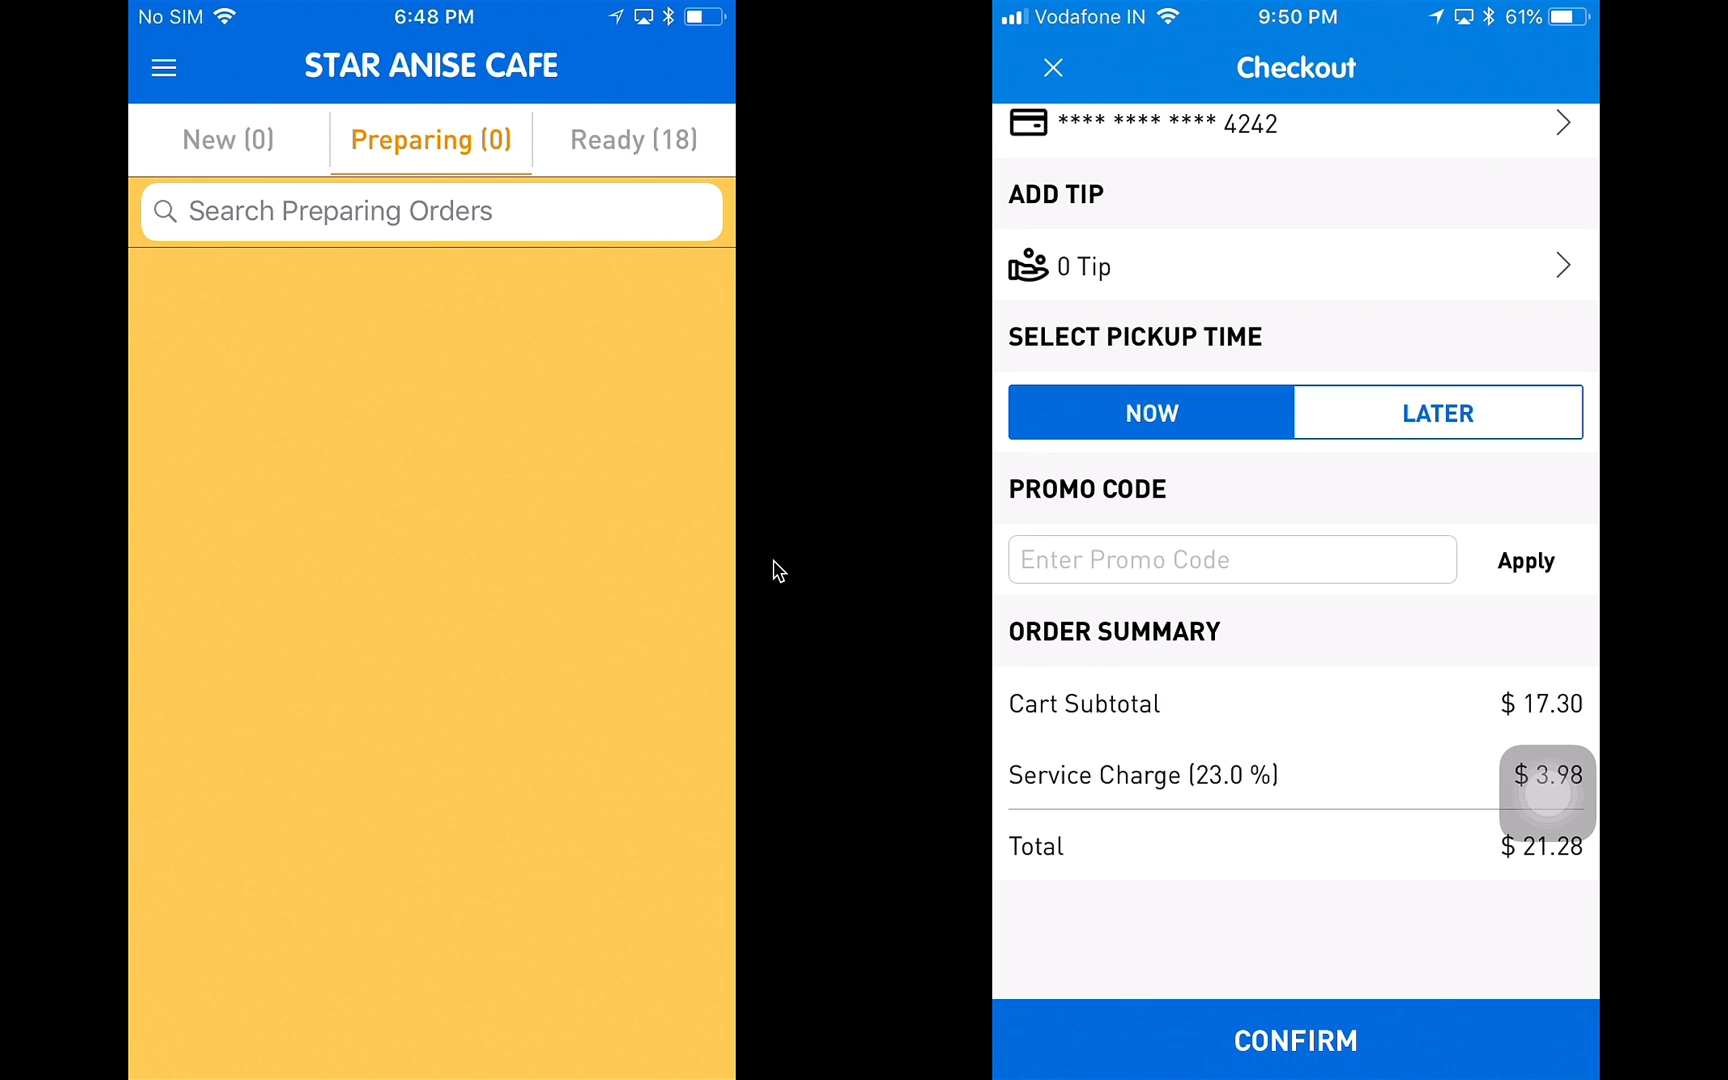 No SIM 6:48 PM
STAR ANISE CAFE
New (0) Preparing (0) Ready (18)
Search Preparing Orders
Vodafone IN 9:50 PM 61%
Checkout
**** **** **** 4242
ADD TIP
0 Tip
SELECT PICKUP TIME
NOW LATER
PROMO CODE
Enter Promo Code Apply
ORDER SUMMARY
Cart Subtotal $ 17.30
Service Charge (23.0 %) $ 3.98
Total $ 21.28
CONFIRM